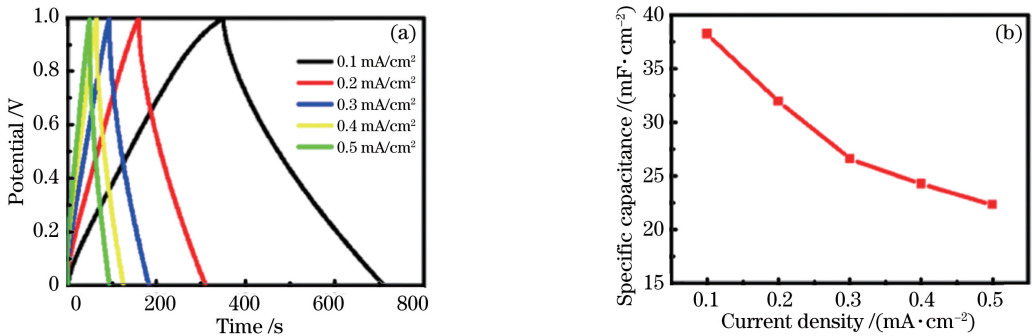 (a)
1.0
0.8
0.6
0.4
0.2
0
Potential /V
0.1 mA/cm²
0.2 mA/cm²
0.3 mA/cm²
0.4 mA/cm²
0.5 mA/cm²
0 200 400 600 800
Time /s
(b)
40
35
30
25
20
15
Specific capacitance /(mF·cm⁻²)
0.1 0.2 0.3 0.4 0.5
Current density /(mA·cm⁻²)